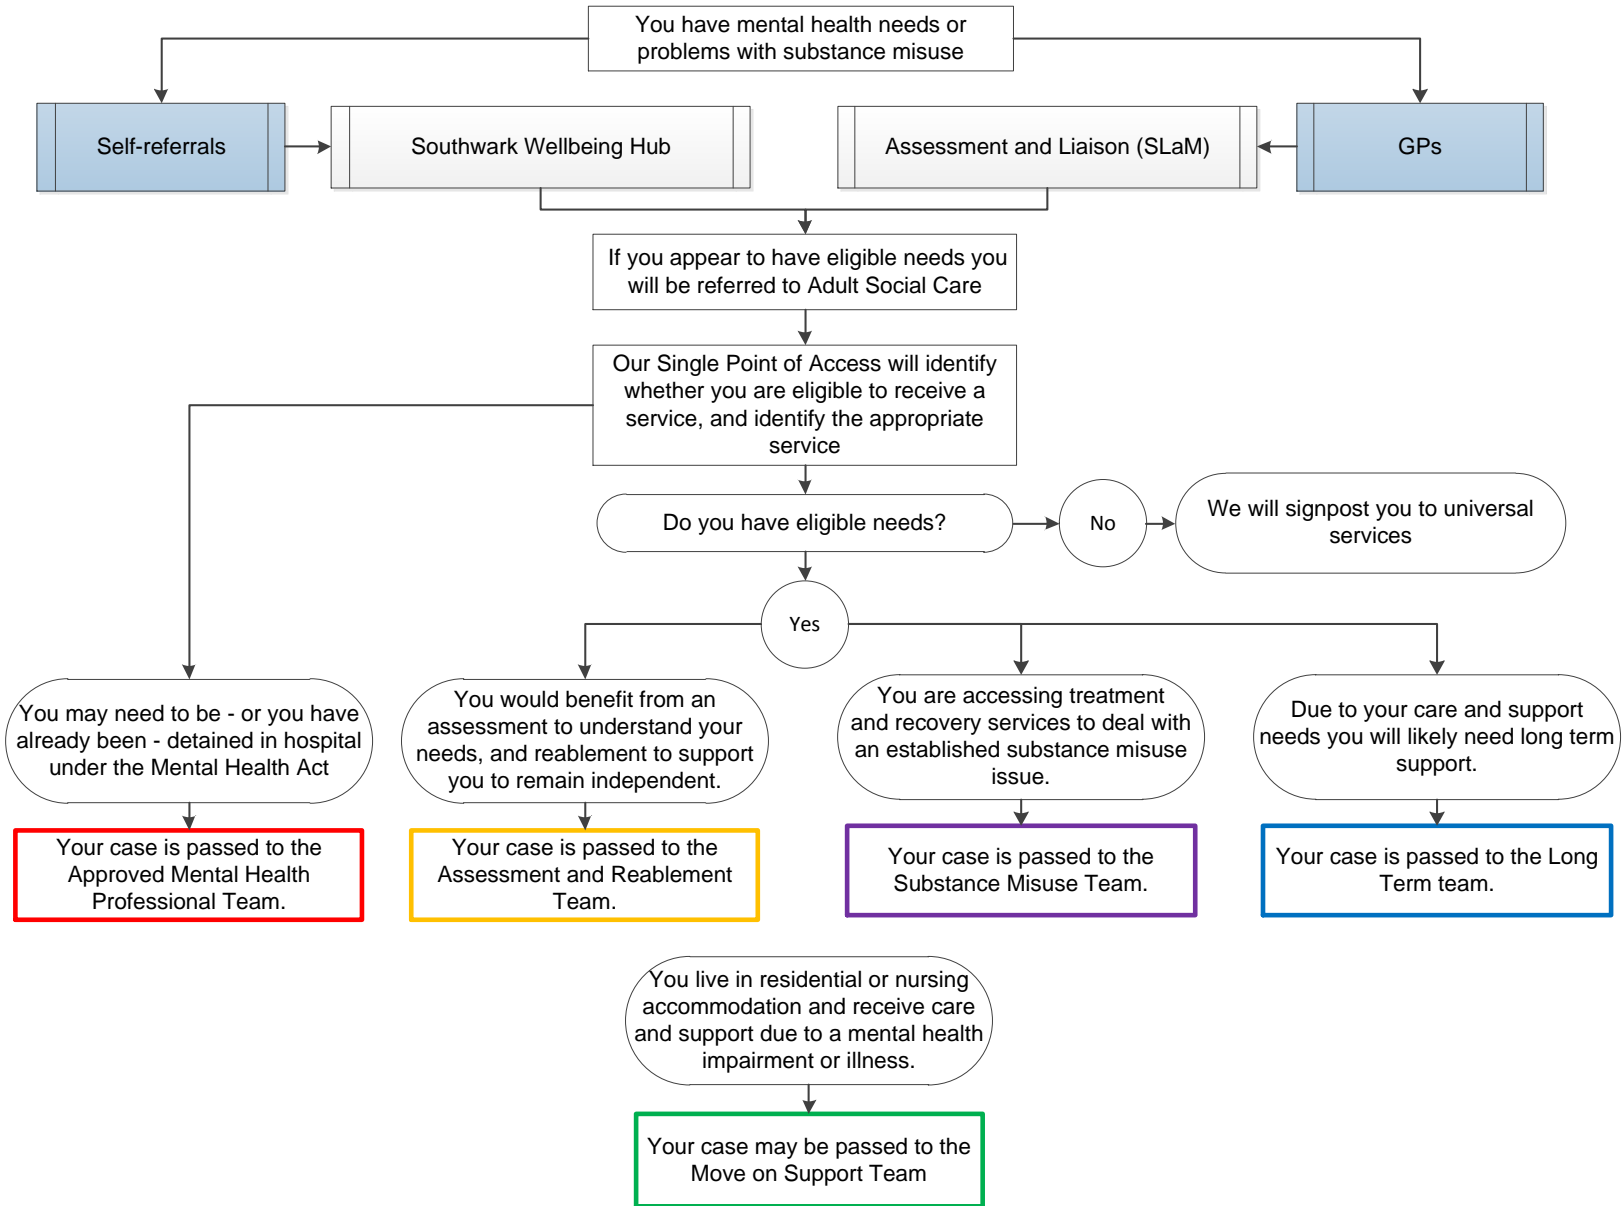 You have mental health needs or
problems with substance misuse
Self-referrals
Southwark Wellbeing Hub
Assessment and Liaison (SLaM)
GPs
If you appear to have eligible needs you
will be referred to Adult Social Care
Our Single Point of Access will identify
whether you are eligible to receive a
service, and identify the appropriate
service
Do you have eligible needs?
No
We will signpost you to universal
services
Yes
You may need to be - or you have
already been - detained in hospital
under the Mental Health Act
You would benefit from an
assessment to understand your
needs, and reablement to support
you to remain independent.
You are accessing treatment
and recovery services to deal with
an established substance misuse
issue.
Due to your care and support
needs you will likely need long term
support.
Your case is passed to the
Approved Mental Health
Professional Team.
Your case is passed to the
Assessment and Reablement
Team.
Your case is passed to the
Substance Misuse Team.
Your case is passed to the Long
Term team.
You live in residential or nursing
accommodation and receive care
and support due to a mental health
impairment or illness.
Your case may be passed to the
Move on Support Team